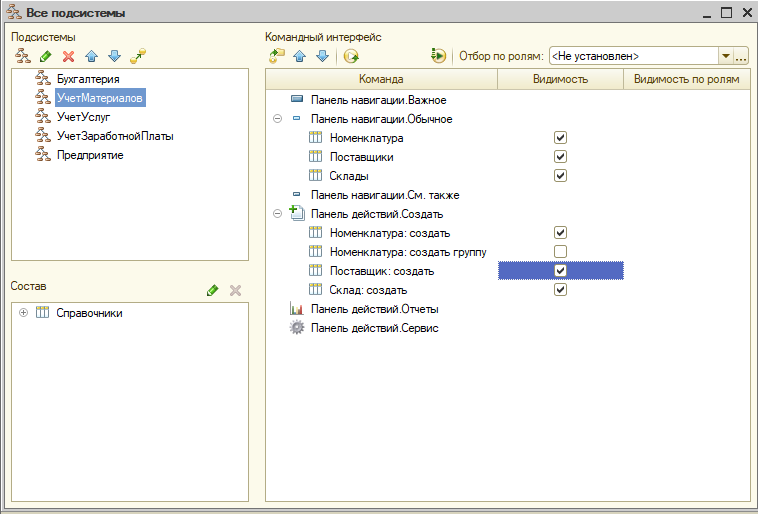 Все подсистемы
Подсистемы
Бухгалтерия
УчетМатериалов
УчетУслуг
УчетЗаработнойПлаты
Предприятие
Состав
Справочники
Командный интерфейс
Отбор по ролям: <Не установлен>
Команда Видимость Видимость по ролям
Панель навигации.Важное
Панель навигации.Обычное
Номенклатура
Поставщики
Склады
Панель навигации.См. также
Панель действий.Создать
Номенклатура: создать
Номенклатура: создать группу
Поставщик: создать
Склад: создать
Панель действий.Отчеты
Панель действий.Сервис